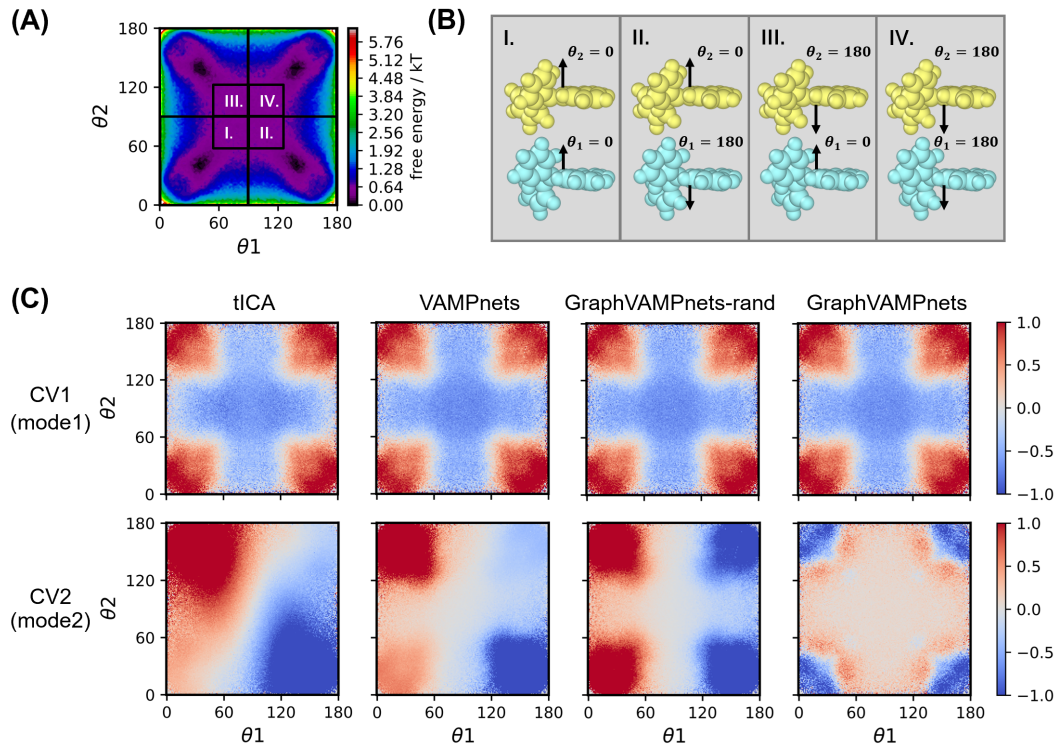 (A)
180
120
60
0
θ2
III.
IV.
I.
II.
0
60
120
180
θ1
5.76
5.12
4.48
3.84
3.20
2.56
1.92
1.28
0.64
0.00
free energy / kT
(B)
I.
θ2 = 0
θ1 = 0
II.
θ2 = 0
θ1 = 180
III.
θ2 = 180
θ1 = 0
IV.
θ2 = 180
θ1 = 180
(C)
tICA
VAMPnets
GraphVAMPnets-rand
GraphVAMPnets
CV1
(mode1)
θ2
180
120
60
0
1.0
0.5
0.0
−0.5
−1.0
CV2
(mode2)
θ2
180
120
60
0
1.0
0.5
0.0
−0.5
−1.0
0 60 120 180
0 60 120 180
0 60 120 180
0 60 120 180
θ1
θ1
θ1
θ1